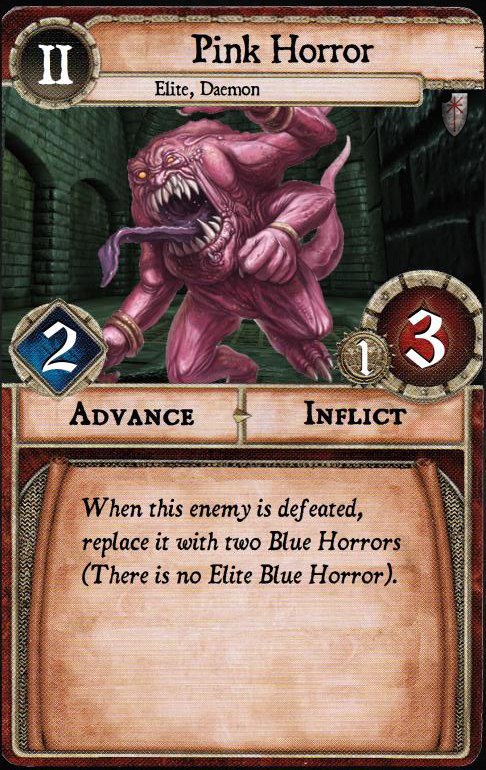 II
Pink Horror
Elite, Daemon
2
1
3
Advance
Inflict
When this enemy is defeated,
replace it with two Blue Horrors
(There is no Elite Blue Horror).